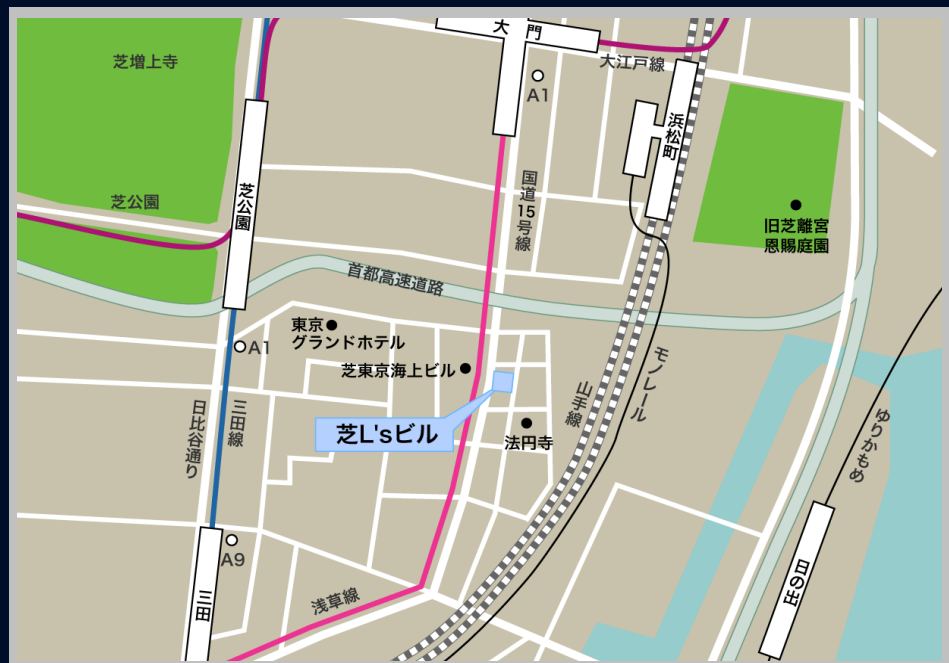 大門
大江戸線
芝増上寺
A1
浜松町
国道15号線
芝公園
芝公園
旧芝離宮
恩賜庭園
首都高速道路
東京
グランドホテル
A1
芝東京海上ビル
モノレール
山手線
芝L'sビル
法円寺
日比谷通り
三田線
ゆりかもめ
A9
三田
浅草線
日の出